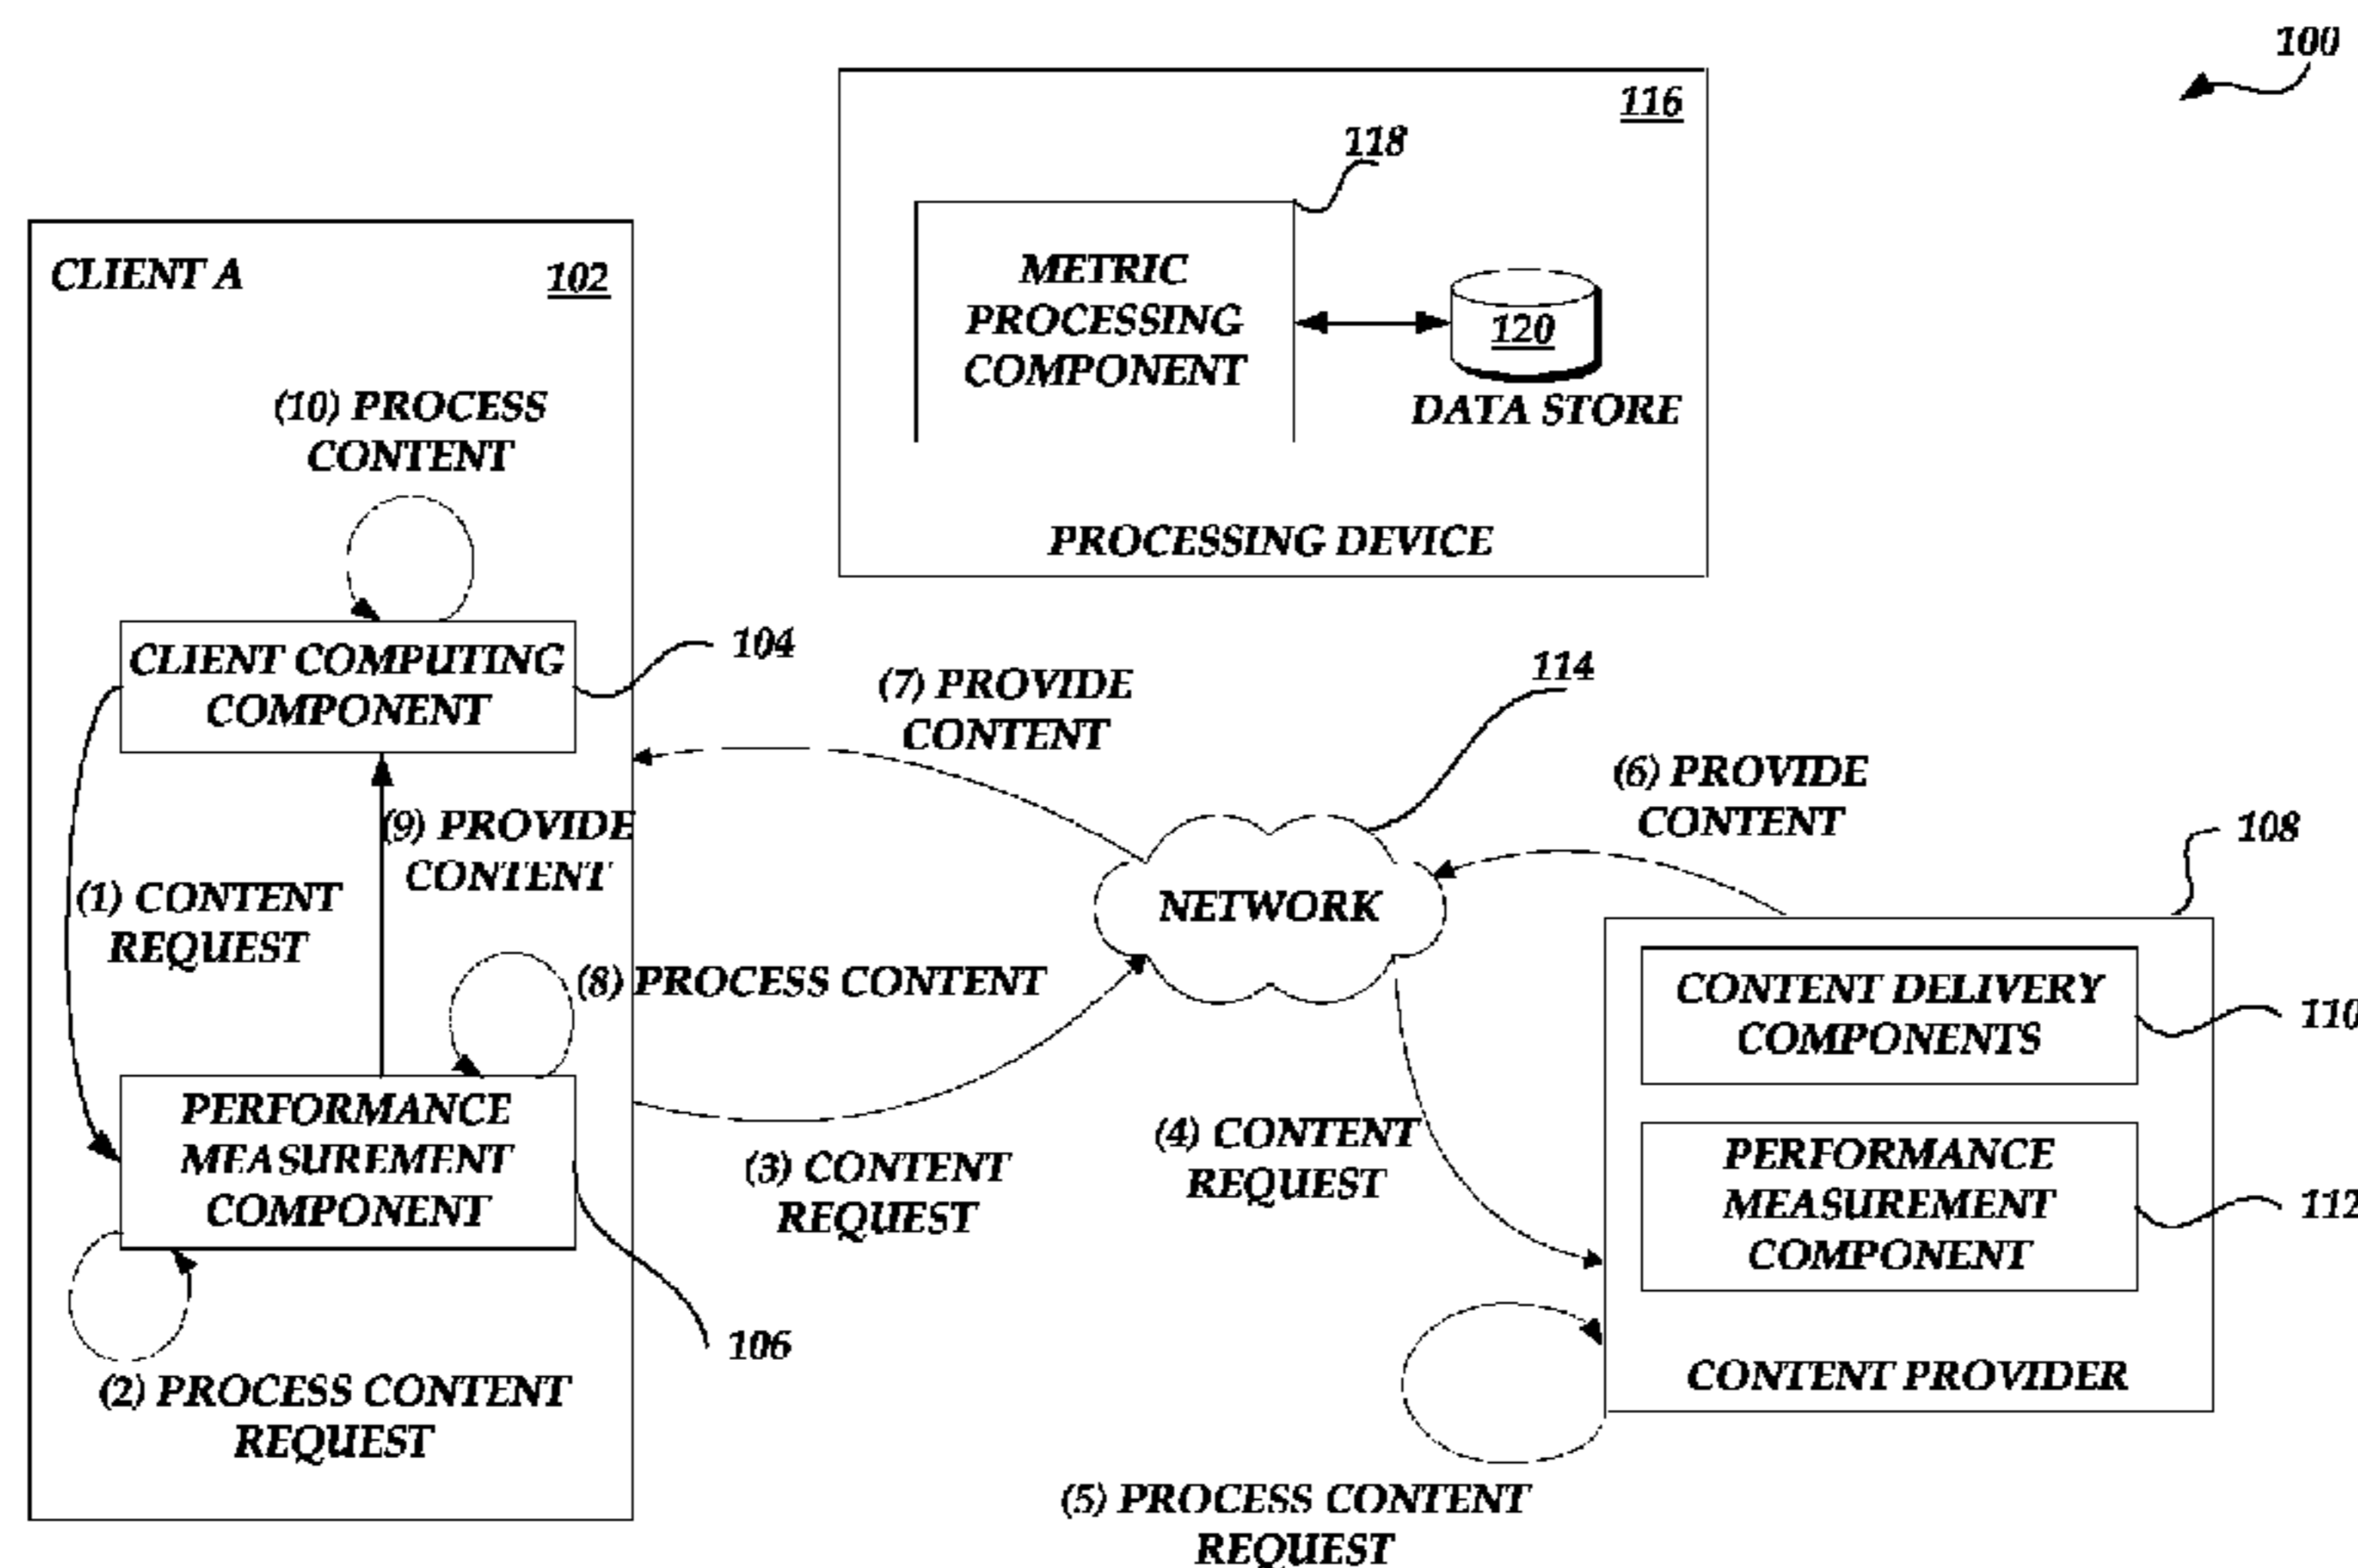 100
116
118
METRIC
PROCESSING
COMPONENT
120
DATA STORE
PROCESSING DEVICE
CLIENT A
102
(10) PROCESS
CONTENT
CLIENT COMPUTING
COMPONENT
104
(9) PROVIDE
CONTENT
(1) CONTENT
REQUEST
(8) PROCESS CONTENT
PERFORMANCE
MEASUREMENT
COMPONENT
106
(2) PROCESS CONTENT
REQUEST
(7) PROVIDE
CONTENT
114
NETWORK
(3) CONTENT
REQUEST
(4) CONTENT
REQUEST
(6) PROVIDE
CONTENT
108
CONTENT DELIVERY
COMPONENTS
110
PERFORMANCE
MEASUREMENT
COMPONENT
112
CONTENT PROVIDER
(5) PROCESS CONTENT
REQUEST